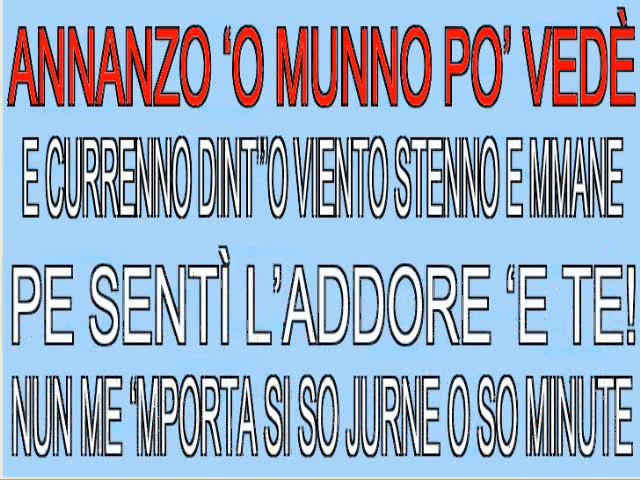 ANNANZO ‘O MUNNO PO’ VEDÈ
E CURRENNO DINT’’O VIENTO STENNO E MMANE
PE SENTÌ L’ADDORE ‘E TE!
NUN ME ‘MPORTA SI SO JURNE O SO MINUTE